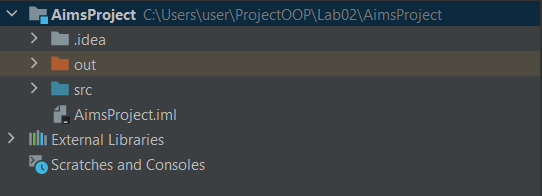 AimsProject C:\Users\user\ProjectOOP\Lab02\AimsProject
.idea
out
src
AimsProject.iml
External Libraries
Scratches and Consoles